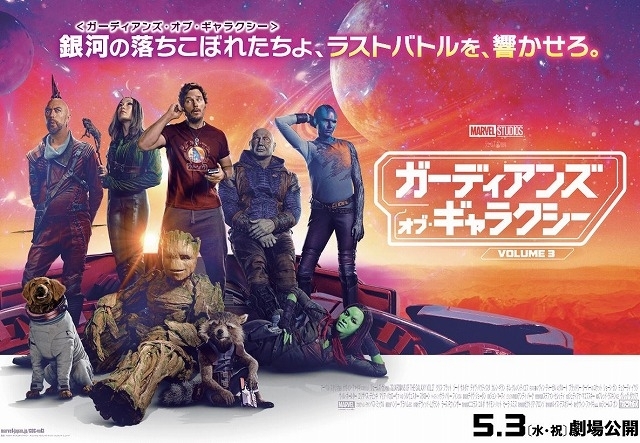 <ガーディアンズ・オブ・ギャラクシー>
銀河の落ちこぼれたちよ、ラストバトルを、響かせろ。
MARVEL STUDIOS
ガーディアンズ
オブ・ギャラクシー
VOLUME 3
MARVEL
5.3[水・祝]劇場公開